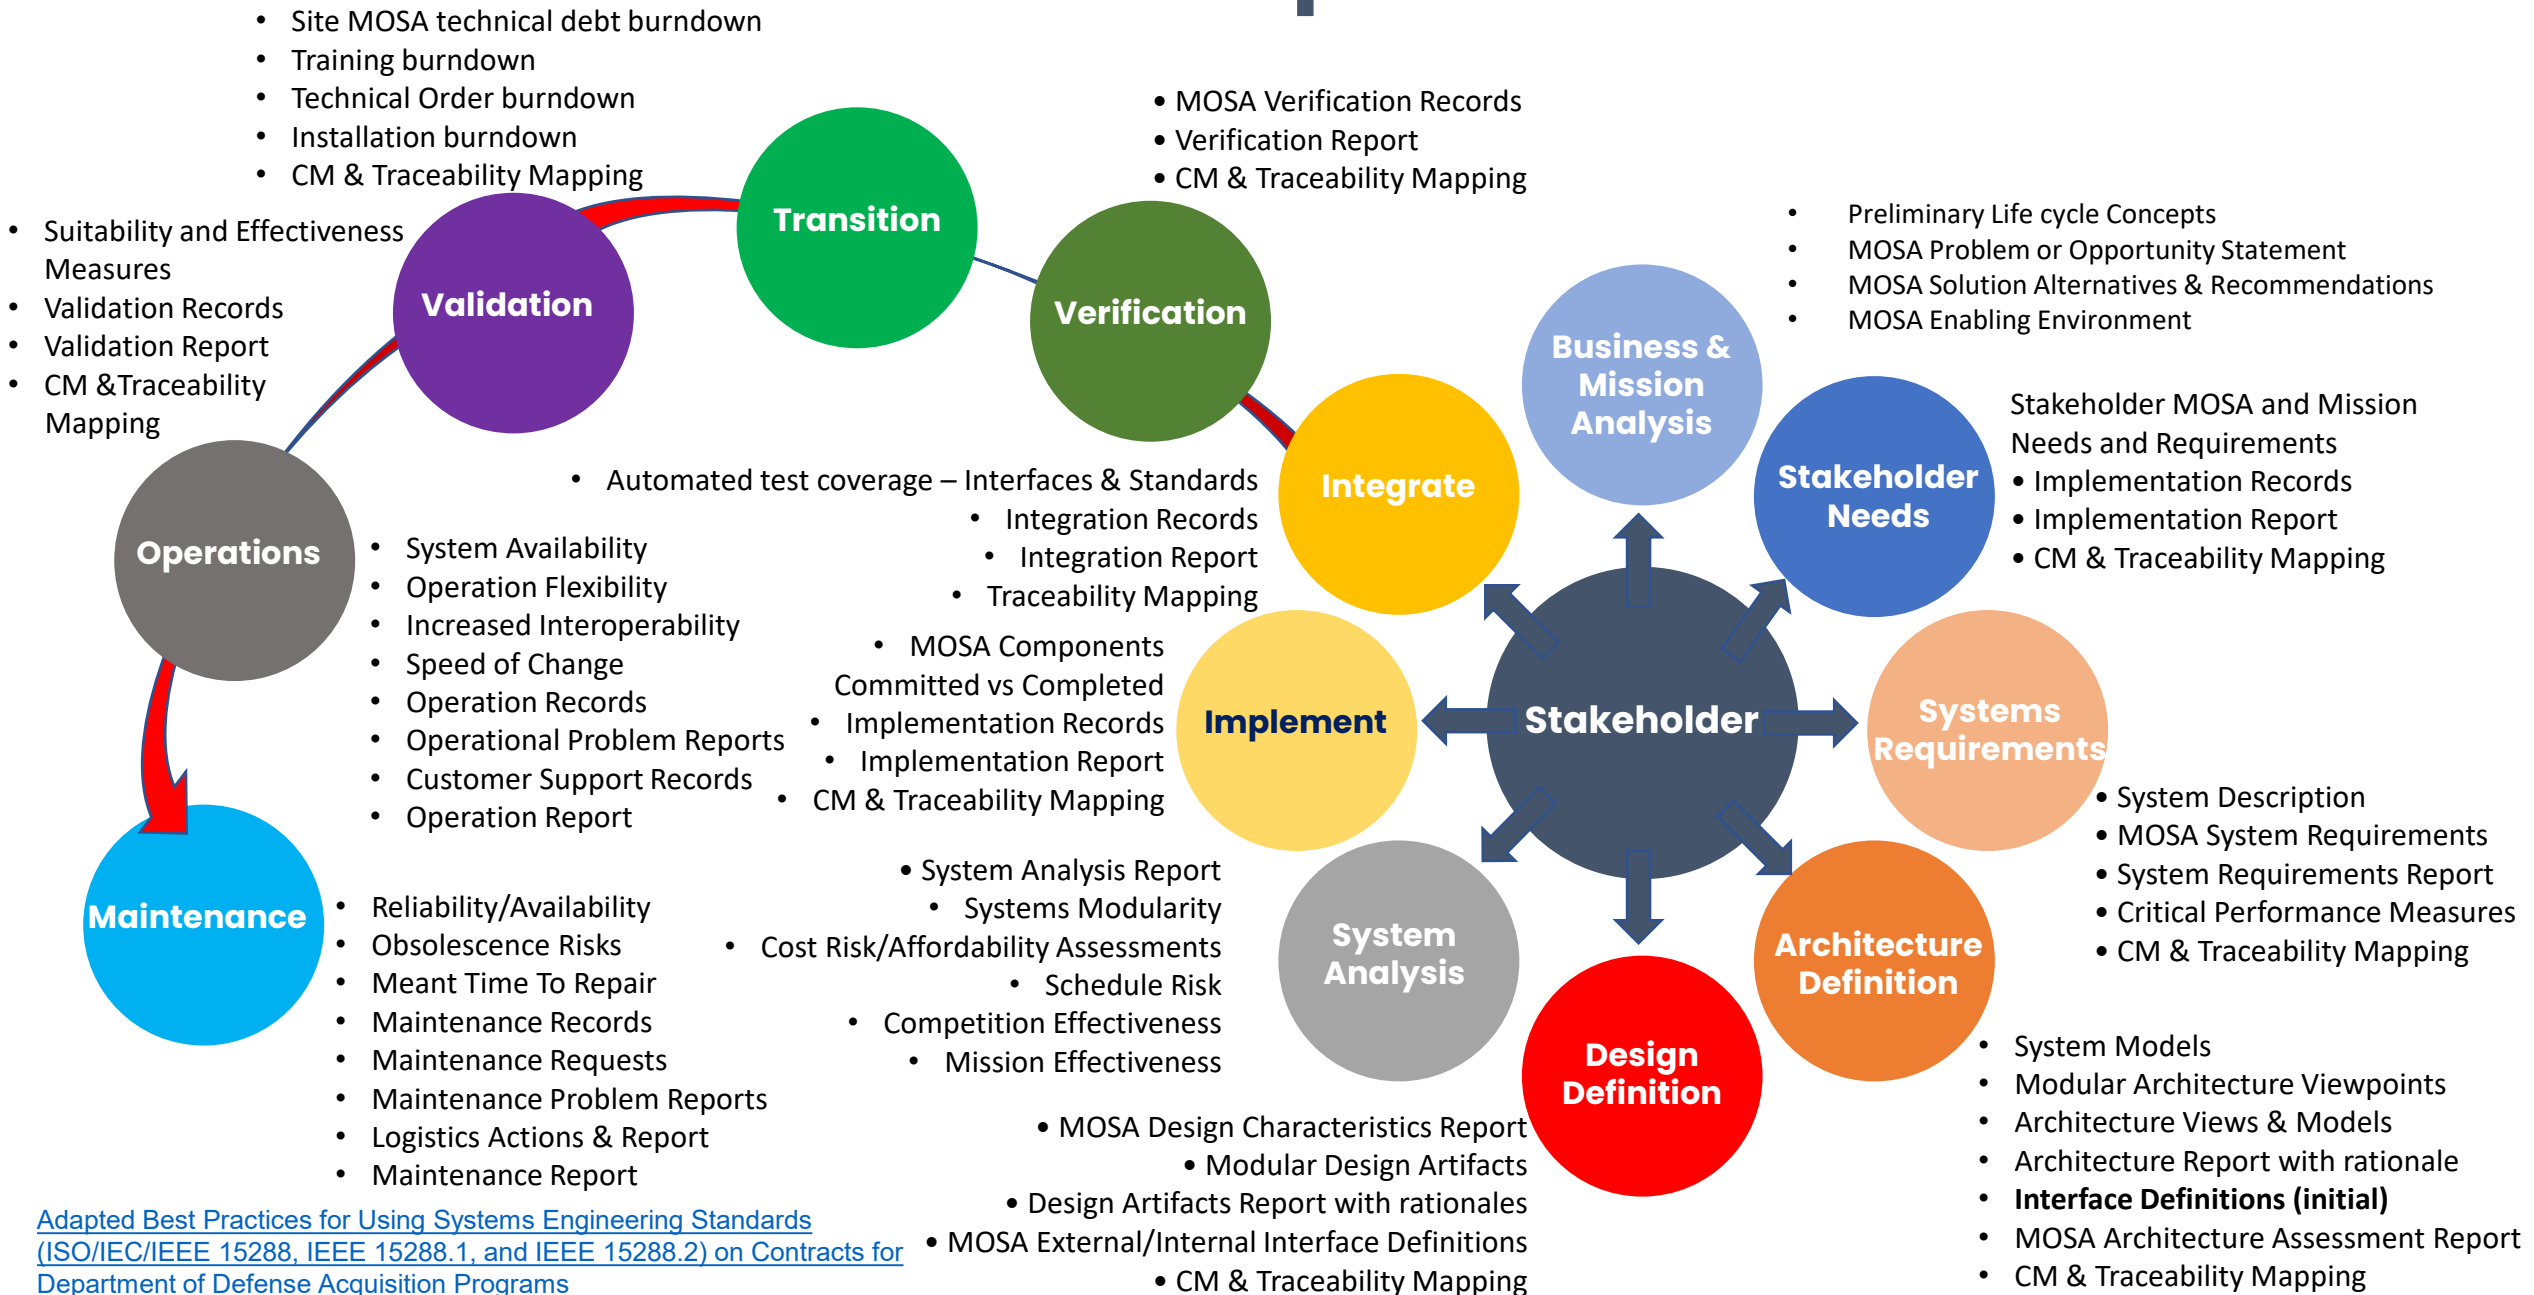 • Site MOSA technical debt burndown
• Training burndown
• Technical Order burndown
• Installation burndown
• CM & Traceability Mapping
• Suitability and Effectiveness
Measures
• Validation Records
• Validation Report
• CM &Traceability
Mapping
Validation
Transition
• MOSA Verification Records
• Verification Report
• CM & Traceability Mapping
Verification
• Preliminary Life cycle Concepts
• MOSA Problem or Opportunity Statement
• MOSA Solution Alternatives & Recommendations
• MOSA Enabling Environment
Business &
Mission
Analysis
Stakeholder
Needs
Stakeholder MOSA and Mission
Needs and Requirements
• Implementation Records
• Implementation Report
• CM & Traceability Mapping
Integrate
• Automated test coverage – Interfaces & Standards
• Integration Records
• Integration Report
• Traceability Mapping
Operations
• System Availability
• Operation Flexibility
• Increased Interoperability
• Speed of Change
• Operation Records
• Operational Problem Reports
• Customer Support Records
• Operation Report
• MOSA Components
Committed vs Completed
• Implementation Records
• Implementation Report
• CM & Traceability Mapping
Implement
Stakeholder
Systems
Requirements
• System Description
• MOSA System Requirements
• System Requirements Report
• Critical Performance Measures
• CM & Traceability Mapping
Maintenance
• Reliability/Availability
• Obsolescence Risks
• Meant Time To Repair
• Maintenance Records
• Maintenance Requests
• Maintenance Problem Reports
• Logistics Actions & Report
• Maintenance Report
• System Analysis Report
• Systems Modularity
• Cost Risk/Affordability Assessments
• Schedule Risk
• Competition Effectiveness
• Mission Effectiveness
System
Analysis
Architecture
Definition
Design
Definition
• System Models
• Modular Architecture Viewpoints
• Architecture Views & Models
• Architecture Report with rationale
• Interface Definitions (initial)
• MOSA Architecture Assessment Report
• CM & Traceability Mapping
• MOSA Design Characteristics Report
• Modular Design Artifacts
• Design Artifacts Report with rationales
• MOSA External/Internal Interface Definitions
• CM & Traceability Mapping
Adapted Best Practices for Using Systems Engineering Standards
(ISO/IEC/IEEE 15288, IEEE 15288.1, and IEEE 15288.2) on Contracts for
Department of Defense Acquisition Programs